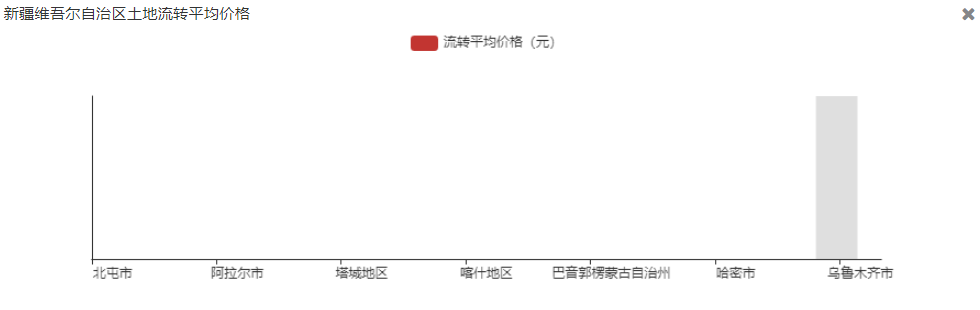 新疆维吾尔自治区土地流转平均价格
流转平均价格（元）
北屯市 阿拉尔市 塔城地区 喀什地区 巴音郭楞蒙古自治州 哈密市 乌鲁木齐市